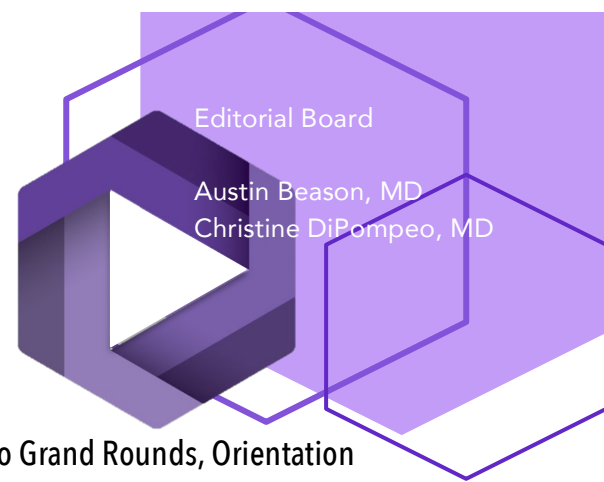 Editorial Board
Austin Beason, MD
Christine DiPompeo, MD
o Grand Rounds, Orientation